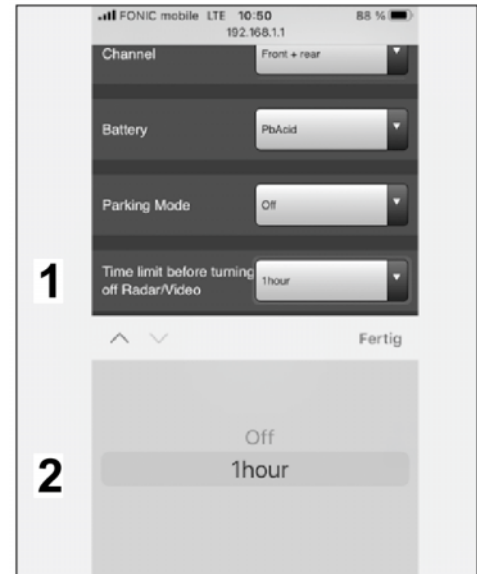 FONIC mobile LTE 10:50 88 %
192.168.1.1
Channel Front + rear
Battery PbAcid
Parking Mode Off
1
Time limit before turning off Radar/Video 1hour
Fertig
Off
2
1hour